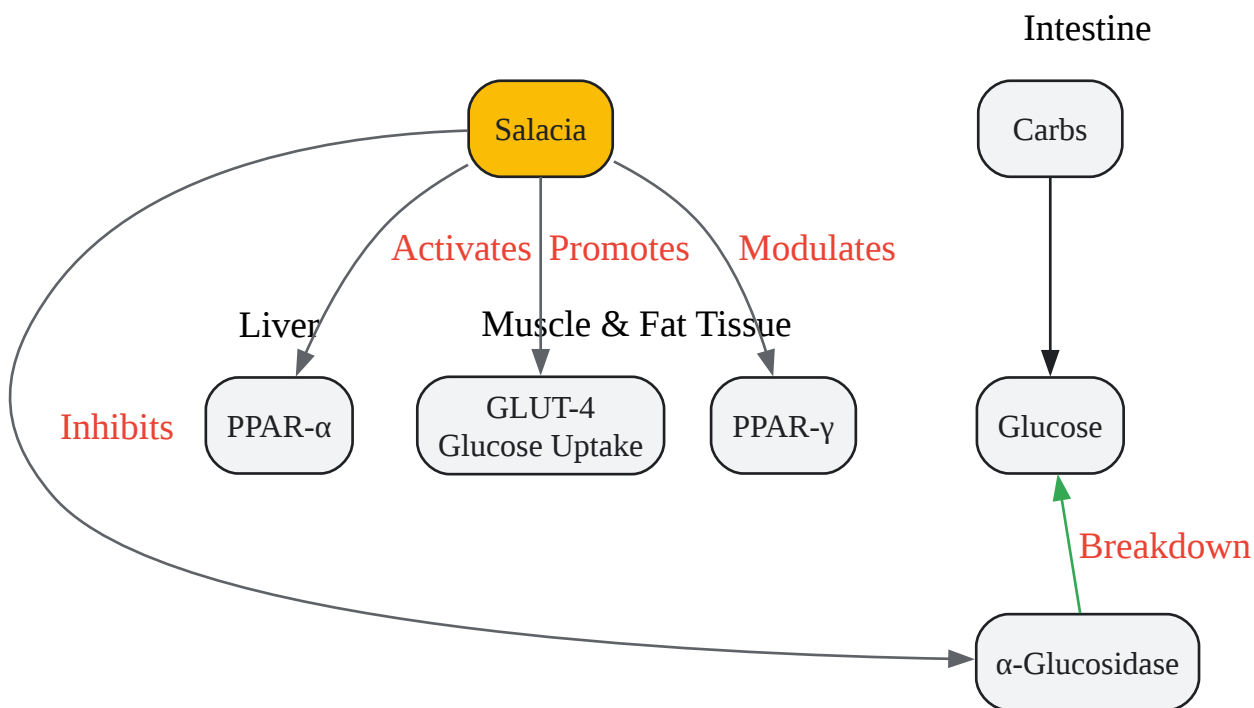 Intestine
Salacia
Carbs
Activates
Promotes
Modulates
Liver
Muscle & Fat Tissue
Inhibits
PPAR-α
GLUT-4
Glucose Uptake
PPAR-γ
Glucose
Breakdown
α-Glucosidase